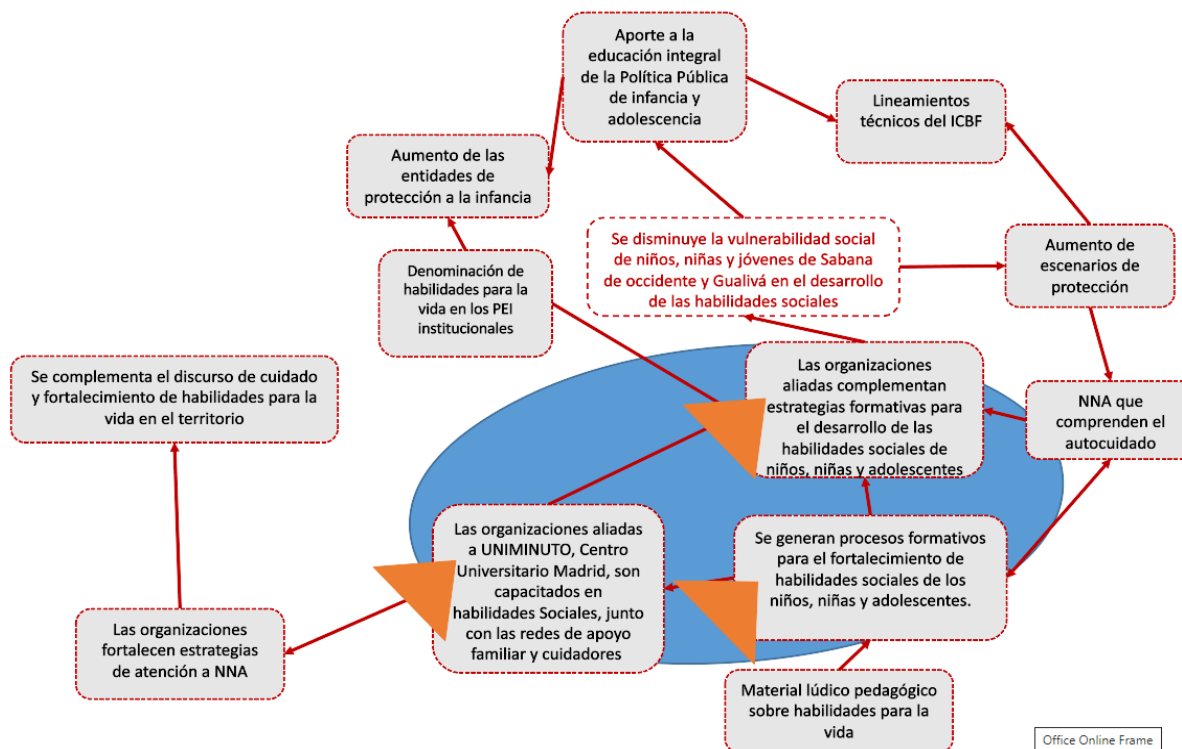 Aporte a la
educación integral
de la Política Pública
de infancia y
adolescencia
Lineamientos
técnicos del ICBF
Aumento de las
entidades de
protección a la infancia
Se disminuye la vulnerabilidad social
de niños, niñas y jóvenes de Sabana
de occidente y Gualivá en el desarrollo
de las habilidades sociales
Aumento de
escenarios de
protección
Denominación de
habilidades para la
vida en los PEI
institucionales
Se complementa el discurso de cuidado
y fortalecimiento de habilidades para la
vida en el territorio
Las organizaciones
aliadas complementan
estrategias formativas para
el desarrollo de las
habilidades sociales de
niños, niñas y adolescentes
NNA que
comprenden el
autocuidado
Las organizaciones aliadas
a UNIMINUTO, Centro
Universitario Madrid, son
capacitados en
habilidades Sociales, junto
con las redes de apoyo
familiar y cuidadores
Se generan procesos formativos
para el fortalecimiento de
habilidades sociales de los
niños, niñas y adolescentes.
Las organizaciones
fortalecen estrategias
de atención a NNA
Material lúdico pedagógico
sobre habilidades para la
vida
Office Online Frame